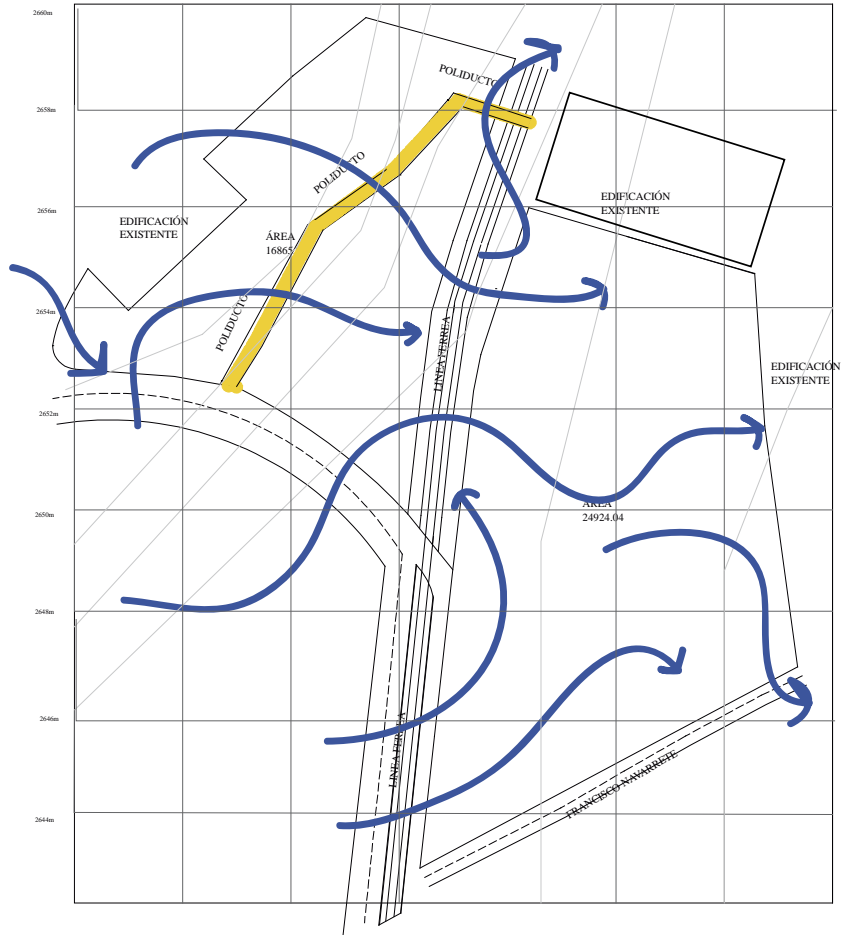 2660m
POLIDUCTO
2658m
POLIDUCTO
2656m
EDIFICACIÓN
EXISTENTE
EDIFICACIÓN
EXISTENTE
ÁREA
16865
2654m
POLIDUCTO
LINEA FERREA
EDIFICACIÓN
EXISTENTE
2652m
2650m
ÁREA
24924.04
2648m
2646m
LINEA FERREA
FRANCISCO NAVARRETE
2644m